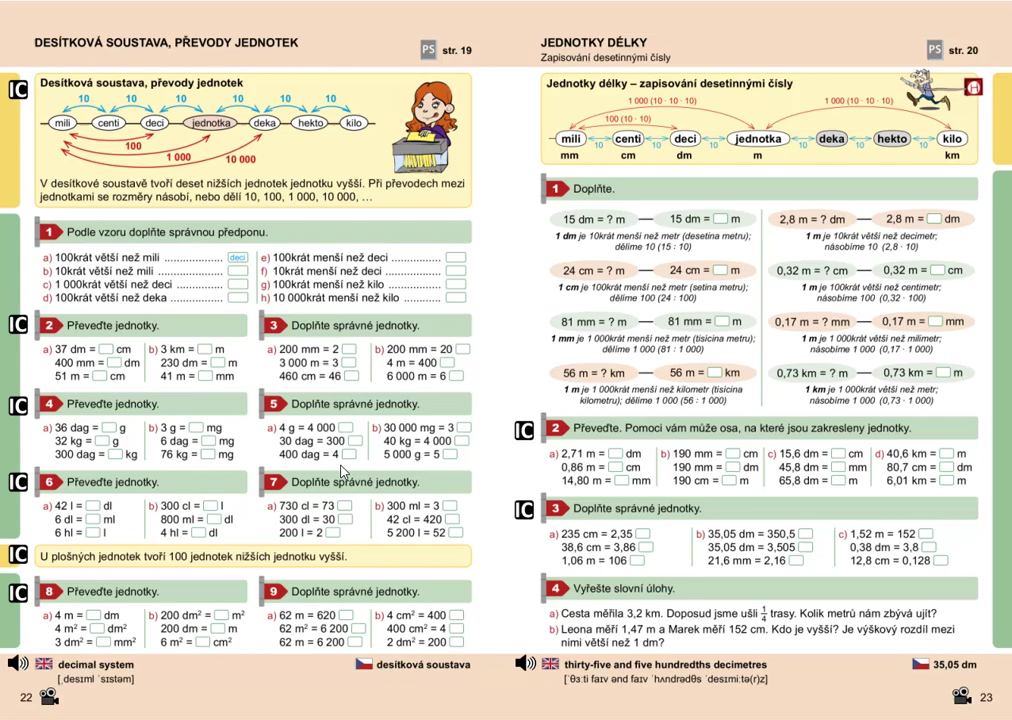 DESÍTKOVÁ SOUSTAVA, PŘEVODY JEDNOTEK
PS str. 19
IC
Desítková soustava, převody jednotek
10 10 10 10 10 10
mili centi deci jednotka deka hekto kilo
100
1 000
10 000
V desítkové soustavě tvoří deset nižších jednotek jednotku vyšší. Při převodech mezi
jednotkami se rozměry násobí, nebo dělí 10, 100, 1 000, 10 000, …
1 Podle vzoru doplňte správnou předponu.
a) 100krát větší než mili .................... deci
b) 10krát větší než mili ......................
c) 1 000krát větší než deci ................
d) 100krát větší než deka ..................
e) 100krát menší než deci ................
f) 10krát menší než deci ..................
g) 100krát menší než kilo ..................
h) 10 000krát menší než kilo ............
IC
2 Převeďte jednotky.
a) 37 dm = cm
400 mm = dm
51 m = cm
b) 3 km = m
230 dm = m
41 m = mm
3 Doplňte správné jednotky.
a) 200 mm = 2
3 000 m = 3
460 cm = 46
b) 200 mm = 20
4 m = 400
6 000 m = 6
IC
4 Převeďte jednotky.
a) 36 dag = g
32 kg = g
300 dag = kg
b) 3 g = mg
6 dag = mg
76 kg = mg
5 Doplňte správné jednotky.
a) 4 g = 4 000
30 dag = 300
400 dag = 4
b) 30 000 mg = 3
40 kg = 4 000
5 000 g = 5
IC
6 Převeďte jednotky.
a) 42 l = dl
6 dl = ml
6 hl = l
b) 300 cl = l
800 ml = dl
4 hl = dl
7 Doplňte správné jednotky.
a) 730 cl = 73
300 dl = 30
200 l = 2
b) 300 ml = 3
42 cl = 420
5 200 l = 52
IC
U plošných jednotek tvoří 100 jednotek nižších jednotku vyšší.
IC
8 Převeďte jednotky.
a) 4 m = dm
4 m² = dm²
3 dm² = mm²
b) 200 dm² = m²
200 dm = m
6 m² = cm²
9 Doplňte správné jednotky.
a) 62 m = 620
62 m² = 6 200
62 m = 6 200
b) 4 cm² = 400
400 cm² = 4
2 dm² = 200
decimal system
[ˌdesıml ˈsıstəm]
desítková soustava
22
JEDNOTKY DÉLKY
Zapisování desetinnými čísly
PS str. 20
Jednotky délky – zapisování desetinnými čísly
1 000 (10 · 10 · 10) 1 000 (10 · 10 · 10)
100 (10 · 10)
mili centi deci jednotka deka hekto kilo
10 10 10 10 10 10
mm cm dm m km
1 Doplňte.
15 dm = ? m 15 dm = m
1 dm je 10krát menší než metr (desetina metru);
dělíme 10 (15 : 10)
2,8 m = ? dm 2,8 m = dm
1 m je 10krát větší než decimetr;
násobíme 10 (2,8 · 10)
24 cm = ? m 24 cm = m
1 cm je 100krát menší než metr (setina metru);
dělíme 100 (24 : 100)
0,32 m = ? cm 0,32 m = cm
1 m je 100krát větší než centimetr;
násobíme 100 (0,32 · 100)
81 mm = ? m 81 mm = m
1 mm je 1 000krát menší než metr (tisícina metru);
dělíme 1 000 (81 : 1 000)
0,17 m = ? mm 0,17 m = mm
1 m je 1 000krát větší než milimetr;
násobíme 1 000 (0,17 · 1 000)
56 m = ? km 56 m = km
1 m je 1 000krát menší než kilometr (tisícina
kilometru); dělíme 1 000 (56 : 1 000)
0,73 km = ? m 0,73 km = m
1 km je 1 000krát větší než metr;
násobíme 1 000 (0,73 · 1 000)
IC
2 Převeďte. Pomoci vám může osa, na které jsou zakresleny jednotky.
a) 2,71 m = dm
0,86 m = cm
14,80 m = mm
b) 190 mm = cm
190 mm = dm
190 cm = m
c) 15,6 dm = cm
45,8 dm = mm
65,8 dm = m
d) 40,6 km = m
80,7 cm = dm
6,01 km = m
IC
3 Doplňte správné jednotky.
a) 235 cm = 2,35
38,6 cm = 3,86
1,06 m = 106
b) 35,05 dm = 350,5
35,05 dm = 3,505
21,6 mm = 2,16
c) 1,52 m = 152
0,38 dm = 3,8
12,8 cm = 0,128
4 Vyřešte slovní úlohy.
a) Cesta měřila 3,2 km. Doposud jsme ušli 1/4 trasy. Kolik metrů nám zbývá ujít?
b) Leona měří 1,47 m a Marek měří 152 cm. Kdo je vyšší? Je výškový rozdíl mezi
nimi větší než 1 dm?
thirty-five and five hundredths decimetres
[ˈθɜːti faıv ənd faıv ˈhʌndrədθs ˈdesımiːtə(r)z]
35,05 dm
23